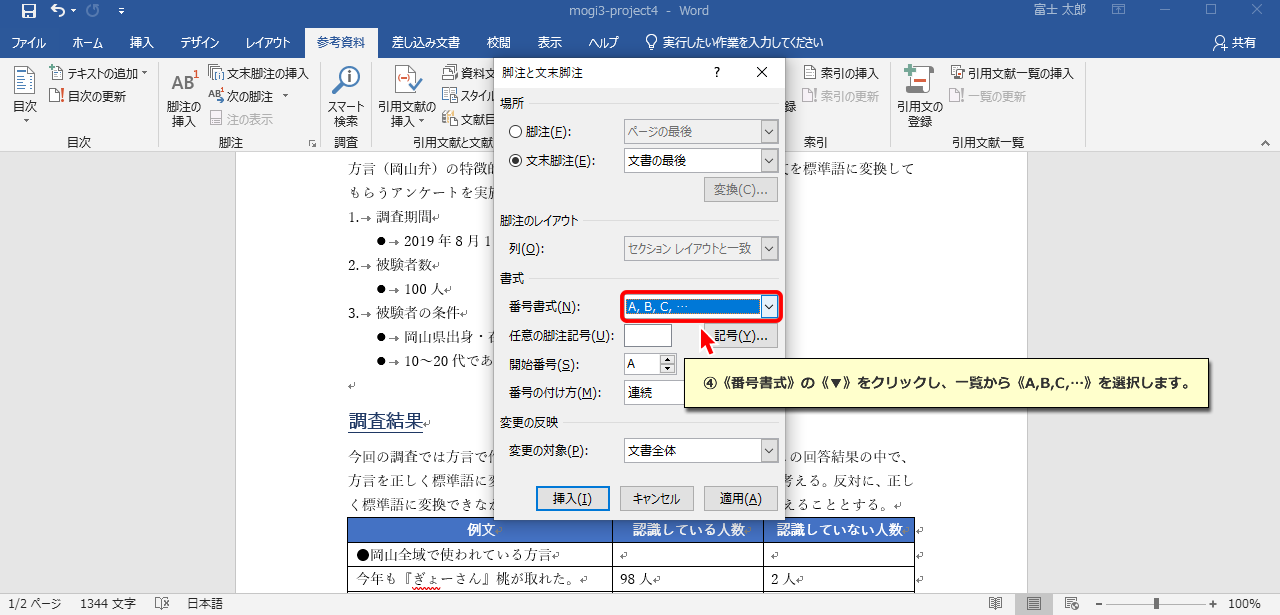 mogi3-project4 - Word
富士 太郎
ファイル ホーム 挿入 デザイン レイアウト 参考資料 差し込み文書 校閲 表示 ヘルプ 実行したい作業を入力してください 共有
目次
テキストの追加
目次の更新
目次
AB1
脚注の
挿入
文末脚注の挿入
次の脚注
注の表示
脚注
スマート
検索
調査
引用文献の
挿入
資料文
スタイル
文献目
引用文献と文献
録
索引の挿入
索引の更新
索引
引用文の
登録
引用文献一覧の挿入
一覧の更新
引用文献一覧
脚注と文末脚注
?
場所
脚注(F):
ページの最後
文末脚注(E):
文書の最後
変換(C)...
脚注のレイアウト
列(O):
セクション レイアウトと一致
書式
番号書式(N):
A, B, C, …
任意の脚注記号(U):
記号(Y)...
開始番号(S):
A
番号の付け方(M):
連続
変更の反映
変更の対象(P):
文書全体
挿入(I)
キャンセル
適用(A)
④《番号書式》の《▼》をクリックし、一覧から《A,B,C,…》を選択します。
方言（岡山弁）の特徴的
を標準語に変換して
もらうアンケートを実施
1.→ 調査期間↵
●→ 2019 年 8 月 1
2.→ 被験者数↵
●→ 100 人↵
3.→ 被験者の条件↵
●→ 岡山県出身・
●→ 10～20 代であ
↵
調査結果↵
今回の調査では方言で
の回答結果の中で、
方言を正しく標準語に
考える。反対に、正し
く標準語に変換できな
えることとする。↵
例文↵ 認識している人数↵ 認識していない人数↵
●岡山全域で使われている方言↵
今年も『ぎょーさん』桃が取れた。↵ 98 人↵ 2 人↵
1/2 ページ 1344 文字 日本語 100%